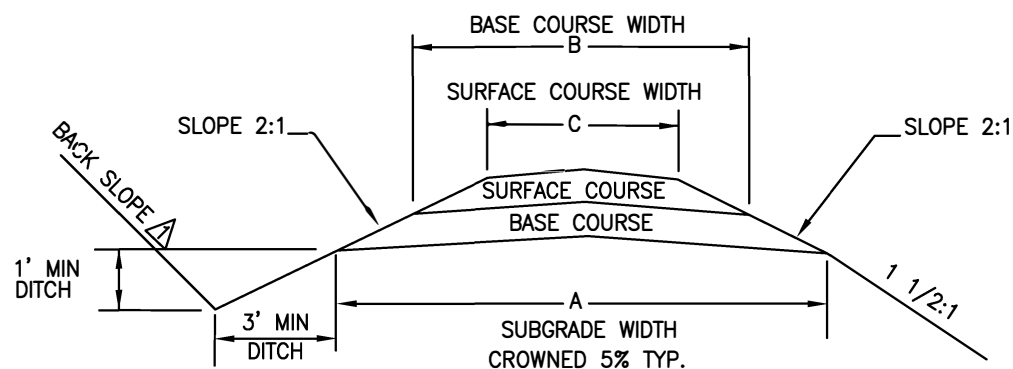 BASE COURSE WIDTH
B
SURFACE COURSE WIDTH
C
SLOPE 2:1
SLOPE 2:1
BACK SLOPE 1
SURFACE COURSE
BASE COURSE
1' MIN
DITCH
3' MIN
DITCH
A
SUBGRADE WIDTH
CROWNED 5% TYP.
1 1/2:1